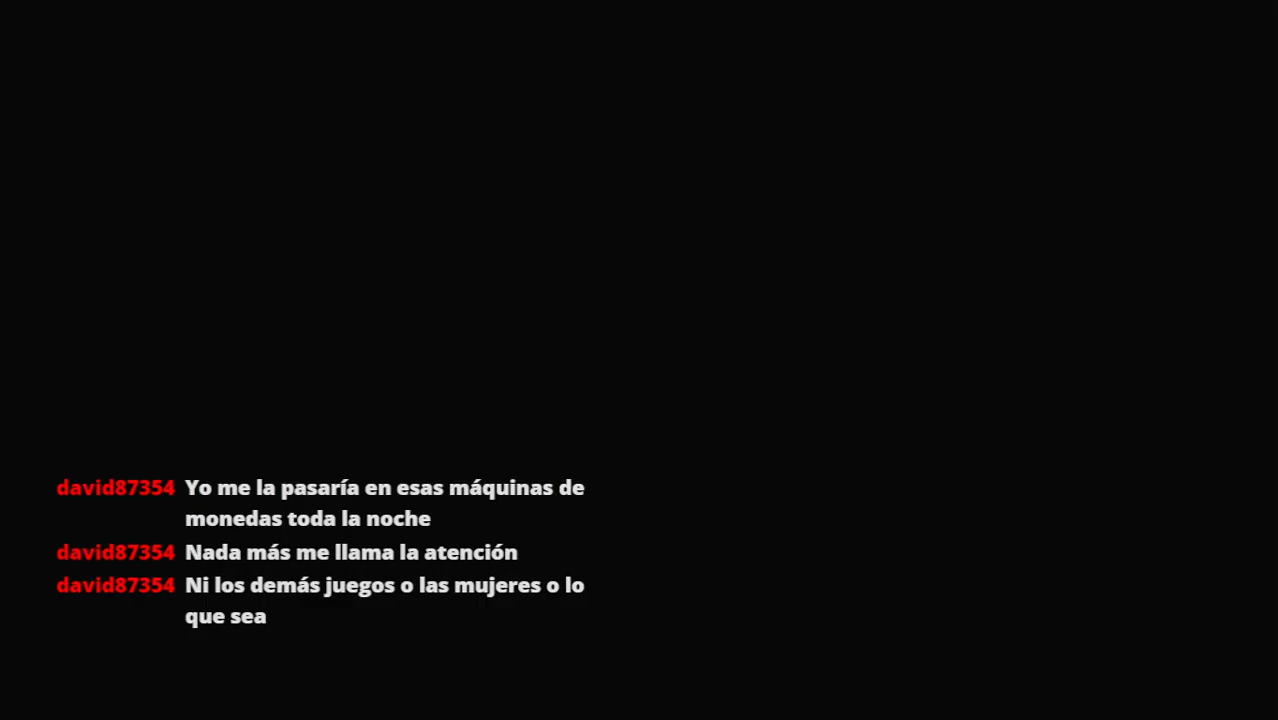 david87354 Yo me la pasaría en esas máquinas de
monedas toda la noche
david87354 Nada más me llama la atención
david87354 Ni los demás juegos o las mujeres o lo
que sea